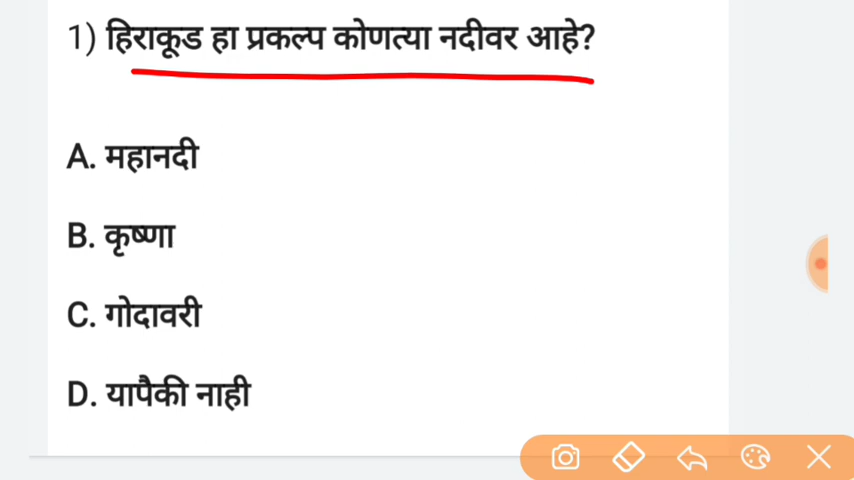 1) हिराकूड हा प्रकल्प कोणत्या नदीवर आहे?
A. महानदी
B. कृष्णा
C. गोदावरी
D. यापैकी नाही